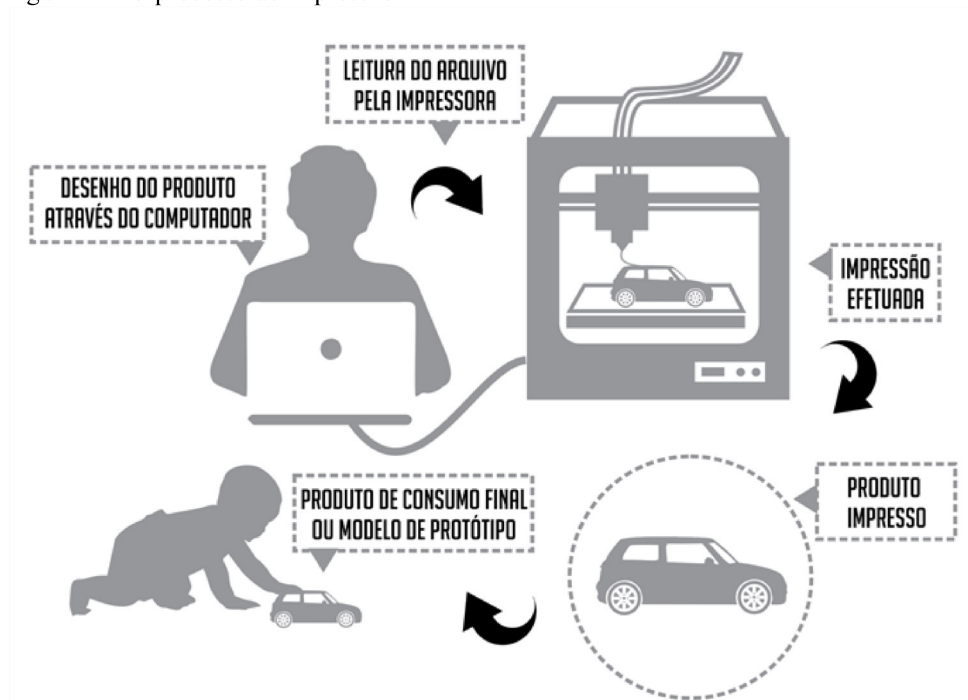 LEITURA DO ARQUIVO
PELA IMPRESSORA
DESENHO DO PRODUTO
ATRAVÉS DO COMPUTADOR
IMPRESSÃO
EFETUADA
PRODUTO
IMPRESSO
PRODUTO DE CONSUMO FINAL
OU MODELO DE PROTÓTIPO